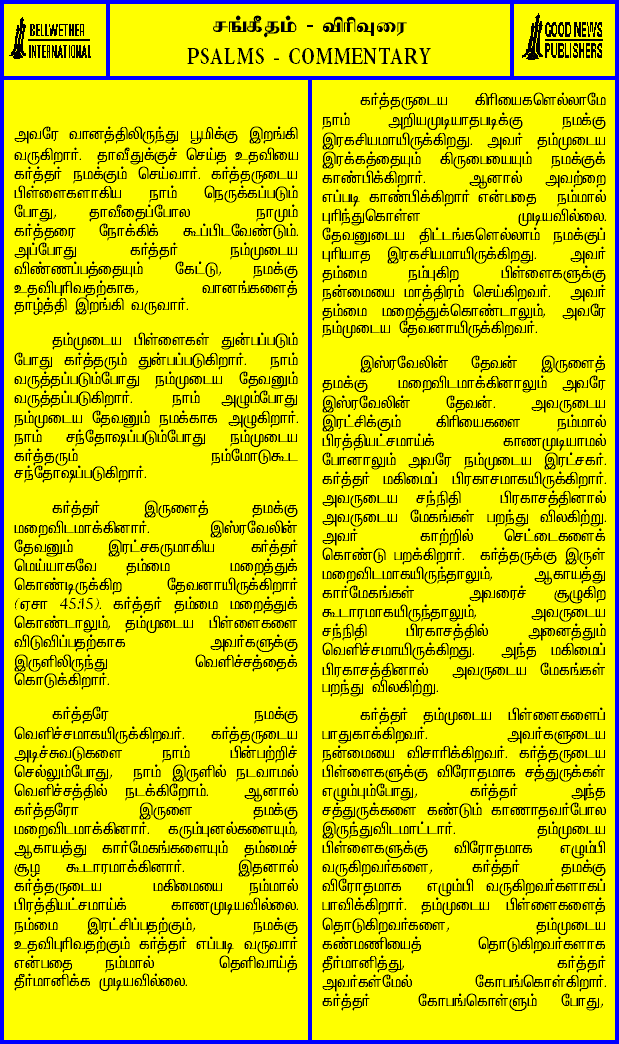 BELLWETHER
INTERNATIONAL
சங்கீதம் - விரிவுரை
PSALMS - COMMENTARY
GOOD NEWS
PUBLISHERS
அவரே வானத்திலிருந்து பூமிக்கு இறங்கி
வருகிறார். தாவீதுக்குச் செய்த உதவியை
கர்த்தர் நமக்கும் செய்வார். கர்த்தருடைய
பிள்ளைகளாகிய நாம் நெருக்கப்படும்
போது, தாவீதைப்போல நாமும்
கர்த்தரை நோக்கிக் கூப்பிடவேண்டும்.
அப்போது கர்த்தர் நம்முடைய
விண்ணப்பத்தையும் கேட்டு, நமக்கு
உதவிபுரிவதற்காக, வானங்களைத்
தாழ்த்தி இறங்கி வருவார்.
தம்முடைய பிள்ளைகள் துன்பப்படும்
போது கர்த்தரும் துன்பப்படுகிறார். நாம்
வருத்தப்படும்போது நம்முடைய தேவனும்
வருத்தப்படுகிறார். நாம் அழும்போது
நம்முடைய தேவனும் நமக்காக அழுகிறார்.
நாம் சந்தோஷப்படும்போது நம்முடைய
கர்த்தரும் நம்மோடுகூட
சந்தோஷப்படுகிறார்.
கர்த்தர் இருளைத் தமக்கு
மறைவிடமாக்கினார். இஸ்ரவேலின்
தேவனும் இரட்சகருமாகிய கர்த்தர்
மெய்யாகவே தம்மை மறைத்துக்
கொண்டிருக்கிற தேவனாயிருக்கிறார்
(ஏசா 45:15). கர்த்தர் தம்மை மறைத்துக்
கொண்டாலும், தம்முடைய பிள்ளைகளை
விடுவிப்பதற்காக அவர்களுக்கு
இருளிலிருந்து வெளிச்சத்தைக்
கொடுக்கிறார்.
கர்த்தரே நமக்கு
வெளிச்சமாகயிருக்கிறவர். கர்த்தருடைய
அடிச்சுவடுகளை நாம் பின்பற்றிச்
செல்லும்போது, நாம் இருளில் நடவாமல்
வெளிச்சத்தில் நடக்கிறோம். ஆனால்
கர்த்தரோ இருளை தமக்கு
மறைவிடமாக்கினார். கரும்புனல்களையும்,
ஆகாயத்து கார்மேகங்களையும் தம்மைச்
சூழ கூடாரமாக்கினார். இதனால்
கர்த்தருடைய மகிமையை நம்மால்
பிரத்தியட்சமாய்க் காணமுடியவில்லை.
நம்மை இரட்சிப்பதற்கும், நமக்கு
உதவிபுரிவதற்கும் கர்த்தர் எப்படி வருவார்
என்பதை நம்மால் தெளிவாய்த்
தீர்மானிக்க முடியவில்லை.
கர்த்தருடைய கிரியைகளெல்லாமே
நாம் அறியமுடியாதபடிக்கு நமக்கு
இரகசியமாயிருக்கிறது. அவர் தம்முடைய
இரக்கத்தையும் கிருபையையும் நமக்குக்
காண்பிக்கிறார். ஆனால் அவற்றை
எப்படி காண்பிக்கிறார் என்பதை நம்மால்
புரிந்துகொள்ள முடியவில்லை.
தேவனுடைய திட்டங்களெல்லாம் நமக்குப்
புரியாத இரகசியமாயிருக்கிறது. அவர்
தம்மை நம்புகிற பிள்ளைகளுக்கு
நன்மையை மாத்திரம் செய்கிறவர். அவர்
தம்மை மறைத்துக்கொண்டாலும், அவரே
நம்முடைய தேவனாயிருக்கிறவர்.
இஸ்ரவேலின் தேவன் இருளைத்
தமக்கு மறைவிடமாக்கினாலும் அவரே
இஸ்ரவேலின் தேவன். அவருடைய
இரட்சிக்கும் கிரியைகளை நம்மால்
பிரத்தியட்சமாய்க் காணமுடியாமல்
போனாலும் அவரே நம்முடைய இரட்சகர்.
கர்த்தர் மகிமைப் பிரகாசமாகயிருக்கிறார்.
அவருடைய சந்நிதி பிரகாசத்தினால்
அவருடைய மேகங்கள் பறந்து விலகிற்று.
அவர் காற்றில் செட்டைகளைக்
கொண்டு பறக்கிறார். கர்த்தருக்கு இருள்
மறைவிடமாகயிருந்தாலும், ஆகாயத்து
கார்மேகங்கள் அவரைச் சூழுகிற
கூடாரமாகயிருந்தாலும், அவருடைய
சந்நிதி பிரகாசத்தில் அனைத்தும்
வெளிச்சமாயிருக்கிறது. அந்த மகிமைப்
பிரகாசத்தினால் அவருடைய மேகங்கள்
பறந்து விலகிற்று.
கர்த்தர் தம்முடைய பிள்ளைகளைப்
பாதுகாக்கிறவர். அவர்களுடைய
நன்மையை விசாரிக்கிறவர். கர்த்தருடைய
பிள்ளைகளுக்கு விரோதமாக சத்துருக்கள்
எழும்பும்போது, கர்த்தர் அந்த
சத்துருக்களை கண்டும் காணாதவர்போல
இருந்துவிடமாட்டார். தம்முடைய
பிள்ளைகளுக்கு விரோதமாக எழும்பி
வருகிறவர்களை, கர்த்தர் தமக்கு
விரோதமாக எழும்பி வருகிறவர்களாகப்
பாவிக்கிறார். தம்முடைய பிள்ளைகளைத்
தொடுகிறவர்களை, தம்முடைய
கண்மணியைத் தொடுகிறவர்களாக
தீர்மானித்து, கர்த்தர்
அவர்கள்மேல் கோபங்கொள்கிறார்.
கர்த்தர் கோபங்கொள்ளும் போது,